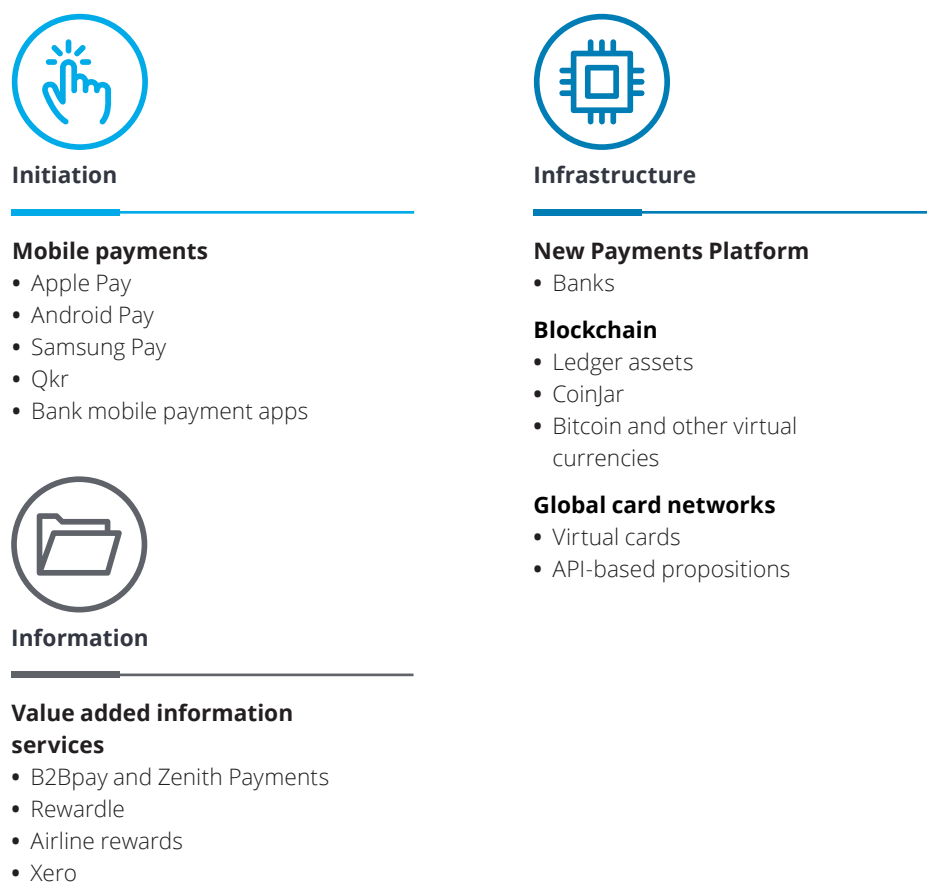 Initiation
Mobile payments
• Apple Pay
• Android Pay
• Samsung Pay
• Qkr
• Bank mobile payment apps
Information
Value added information
services
• B2Bpay and Zenith Payments
• Rewardle
• Airline rewards
• Xero
Infrastructure
New Payments Platform
• Banks
Blockchain
• Ledger assets
• CoinJar
• Bitcoin and other virtual
currencies
Global card networks
• Virtual cards
• API-based propositions